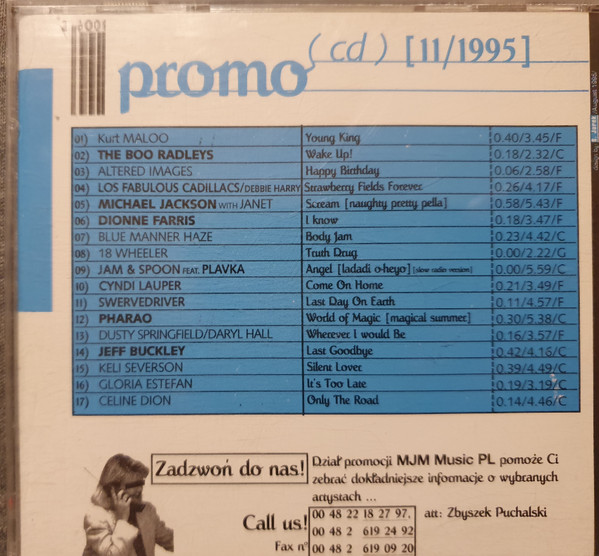 promo (cd) [11/1995]
01) Kurt MALOO Young King 0.40/3.45/F
02) THE BOO RADLEYS Wake Up! 0.18/2.32/C
03) ALTERED IMAGES Happy Birthday 0.06/2.58/F
04) LOS FABULOUS CADILLACS/DEBBIE HARRY Strawberry Fields Forever 0.26/4.17/F
05) MICHAEL JACKSON WITH JANET Scream [naughty pretty pella] 0.58/5.43/F
06) DIONNE FARRIS I know 0.18/3.47/F
07) BLUE MANNER HAZE Body Jam 0.23/4.42/C
08) 18 WHEELER Truth Drug 0.00/2.22/G
09) JAM & SPOON FEAT. PLAVKA Angel [ladadi o-heyo] [slow radio version] 0.00/5.59/C
10) CYNDI LAUPER Come On Home 0.21/3.49/F
11) SWERVEDRIVER Last Day On Earth 0.11/4.57/F
12) PHARAO World of Magic [magical summer] 0.30/5.38/C
13) DUSTY SPRINGFIELD/DARYL HALL Wherever I would Be 0.16/3.57/F
14) JEFF BUCKLEY Last Goodbye 0.42/4.16/C
15) KELI SEVERSON Silent Lover 0.39/4.49/C
16) GLORIA ESTEFAN It's Too Late 0.19/3.19/C
17) CELINE DION Only The Road 0.14/4.46/C
Zadzwoń do nas!
Dział promocji MJM Music PL pomoże Ci
zebrać dokładniejsze informacje o wybranych
artystach ...
Call us!
00 48 22 18 27 97,
att: Zbyszek Puchalski
00 48 2 619 24 92
Fax nº
00 48 2 619 09 20